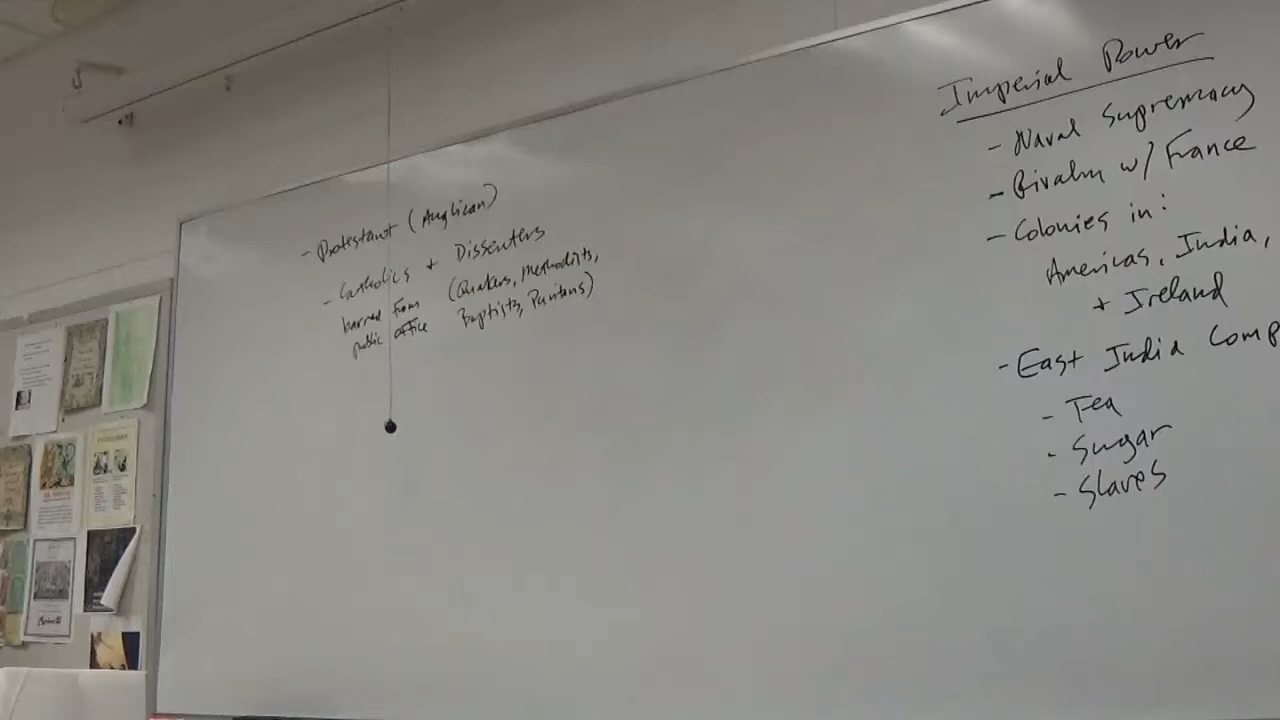 - Protestant (Anglican)
- Catholics + Dissenters
barred from (Quakers, Methodists,
public office Baptists, Puritans)
Imperial Power
- Naval Supremacy
- Rivalry w/ France
- Colonies in:
Americas, India,
+ Ireland
- East India Comp
- Tea
- Sugar
- Slaves